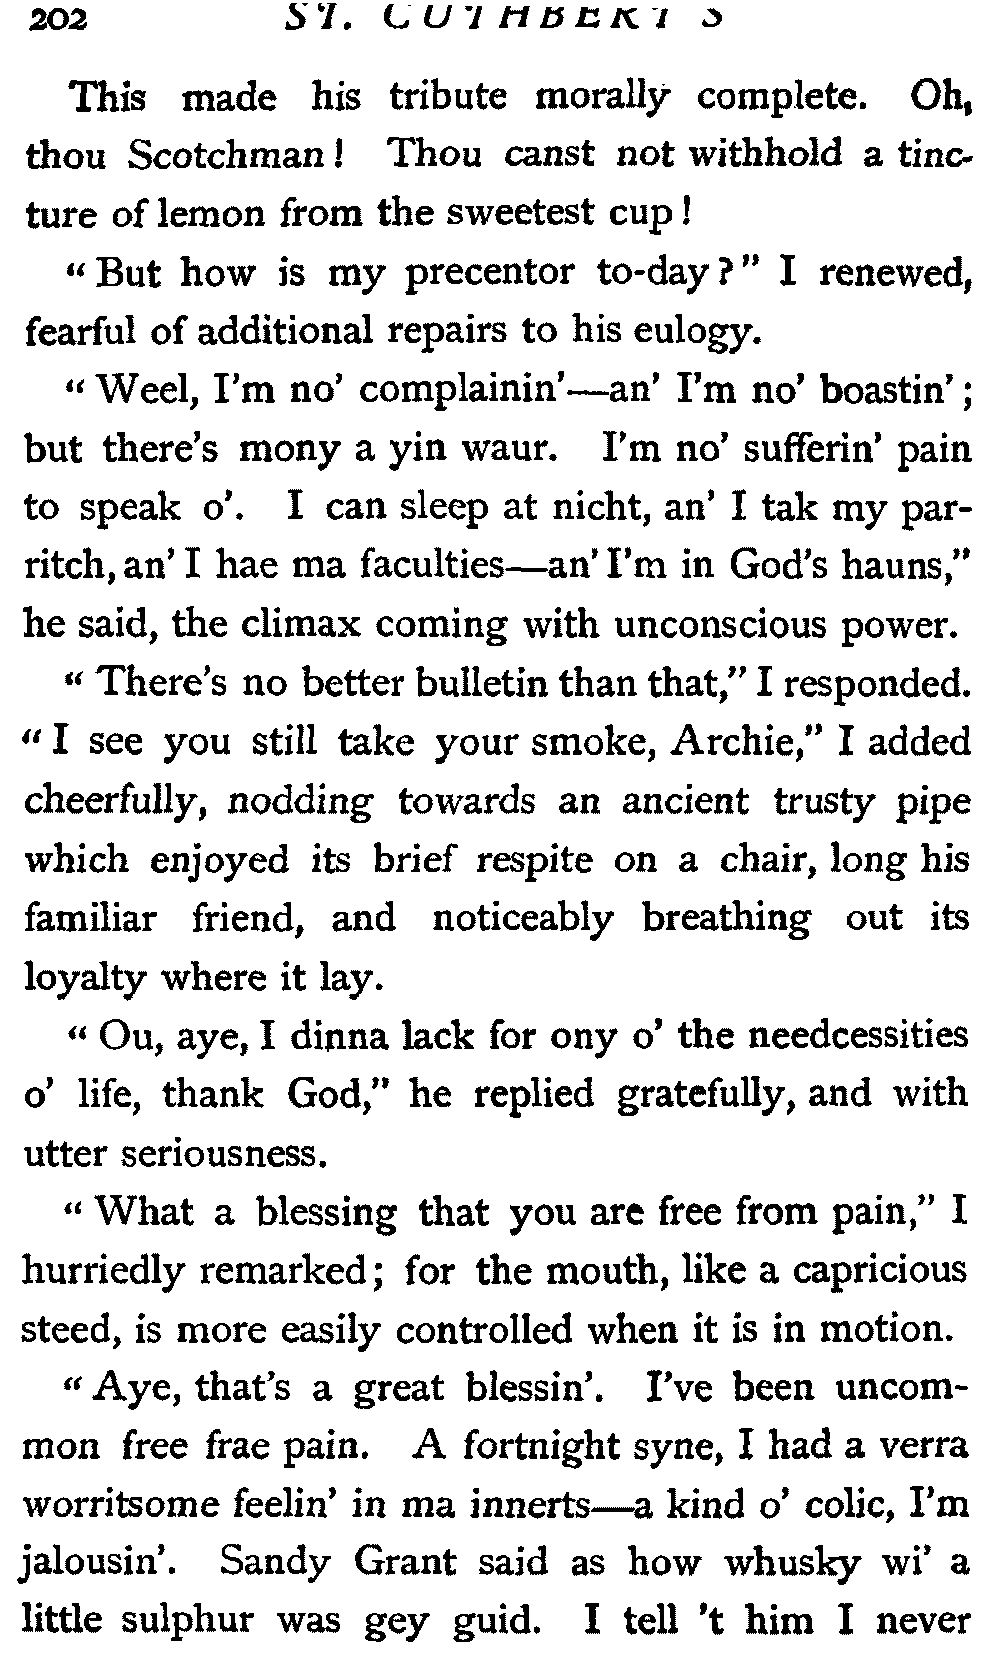 202 ST. CUTHBERT'S
This made his tribute morally complete. Oh,
thou Scotchman! Thou canst not withhold a tinc-
ture of lemon from the sweetest cup!
"But how is my precentor to-day?" I renewed,
fearful of additional repairs to his eulogy.
"Weel, I'm no' complainin'—an' I'm no' boastin';
but there's mony a yin waur. I'm no' sufferin' pain
to speak o'. I can sleep at nicht, an' I tak my par-
ritch, an' I hae ma faculties—an' I'm in God's hauns,"
he said, the climax coming with unconscious power.
"There's no better bulletin than that," I responded.
"I see you still take your smoke, Archie," I added
cheerfully, nodding towards an ancient trusty pipe
which enjoyed its brief respite on a chair, long his
familiar friend, and noticeably breathing out its
loyalty where it lay.
"Ou, aye, I dinna lack for ony o' the needcessities
o' life, thank God," he replied gratefully, and with
utter seriousness.
"What a blessing that you are free from pain," I
hurriedly remarked; for the mouth, like a capricious
steed, is more easily controlled when it is in motion.
"Aye, that's a great blessin'. I've been uncom-
mon free frae pain. A fortnight syne, I had a verra
worritsome feelin' in ma innerts—a kind o' colic, I'm
jalousin'. Sandy Grant said as how whusky wi' a
little sulphur was gey guid. I tell 't him I never